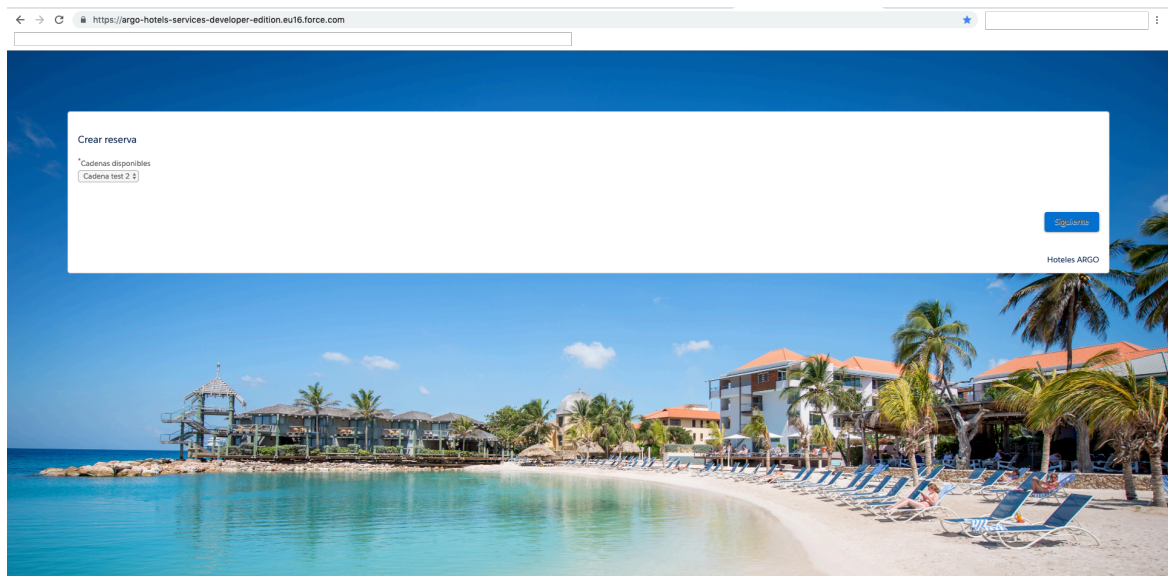 https://argo-hotels-services-developer-edition.eu16.force.com
Crear reserva
*Cadenas disponibles
Cadena test 2
Siguiente
Hoteles ARGO